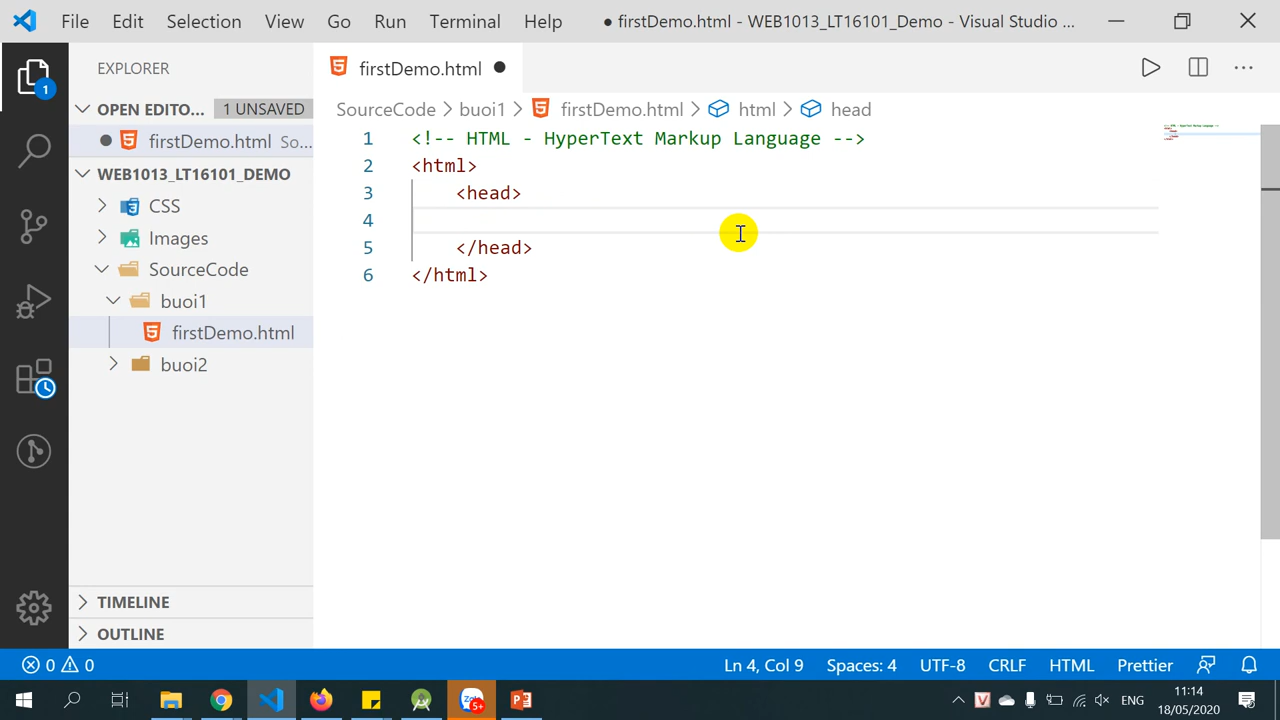 File Edit Selection View Go Run Terminal Help ● firstDemo.html - WEB1013_LT16101_Demo - Visual Studio ...
EXPLORER
firstDemo.html ●
OPEN EDITO... 1 UNSAVED
● firstDemo.html So...
WEB1013_LT16101_DEMO
CSS
Images
SourceCode
buoi1
firstDemo.html
buoi2
TIMELINE
OUTLINE
SourceCode > buoi1 > firstDemo.html > html > head
1 <!-- HTML - HyperText Markup Language -->
2 <html>
3 <head>
4
5 </head>
6 </html>
1
0 0
Ln 4, Col 9 Spaces: 4 UTF-8 CRLF HTML Prettier
5+
ENG
11:14
18/05/2020